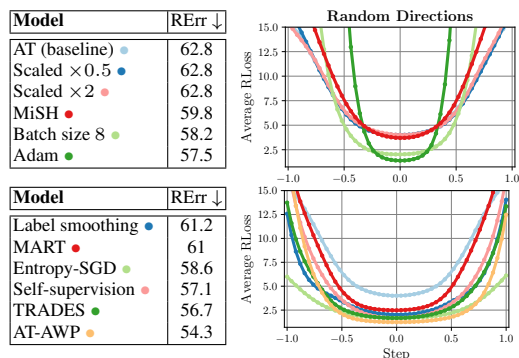 Model RErr ↓
AT (baseline) 62.8
Scaled ×0.5 62.8
Scaled ×2 62.8
MiSH 59.8
Batch size 8 58.2
Adam 57.5
Random Directions
Average RLoss
15.0
12.5
10.0
7.5
5.0
2.5
−1.0 −0.5 0.0 0.5 1.0
Model RErr ↓
Label smoothing 61.2
MART 61
Entropy-SGD 58.6
Self-supervision 57.1
TRADES 56.7
AT-AWP 54.3
Average RLoss
15.0
12.5
10.0
7.5
5.0
2.5
−1.0 −0.5 0.0 0.5 1.0
Step